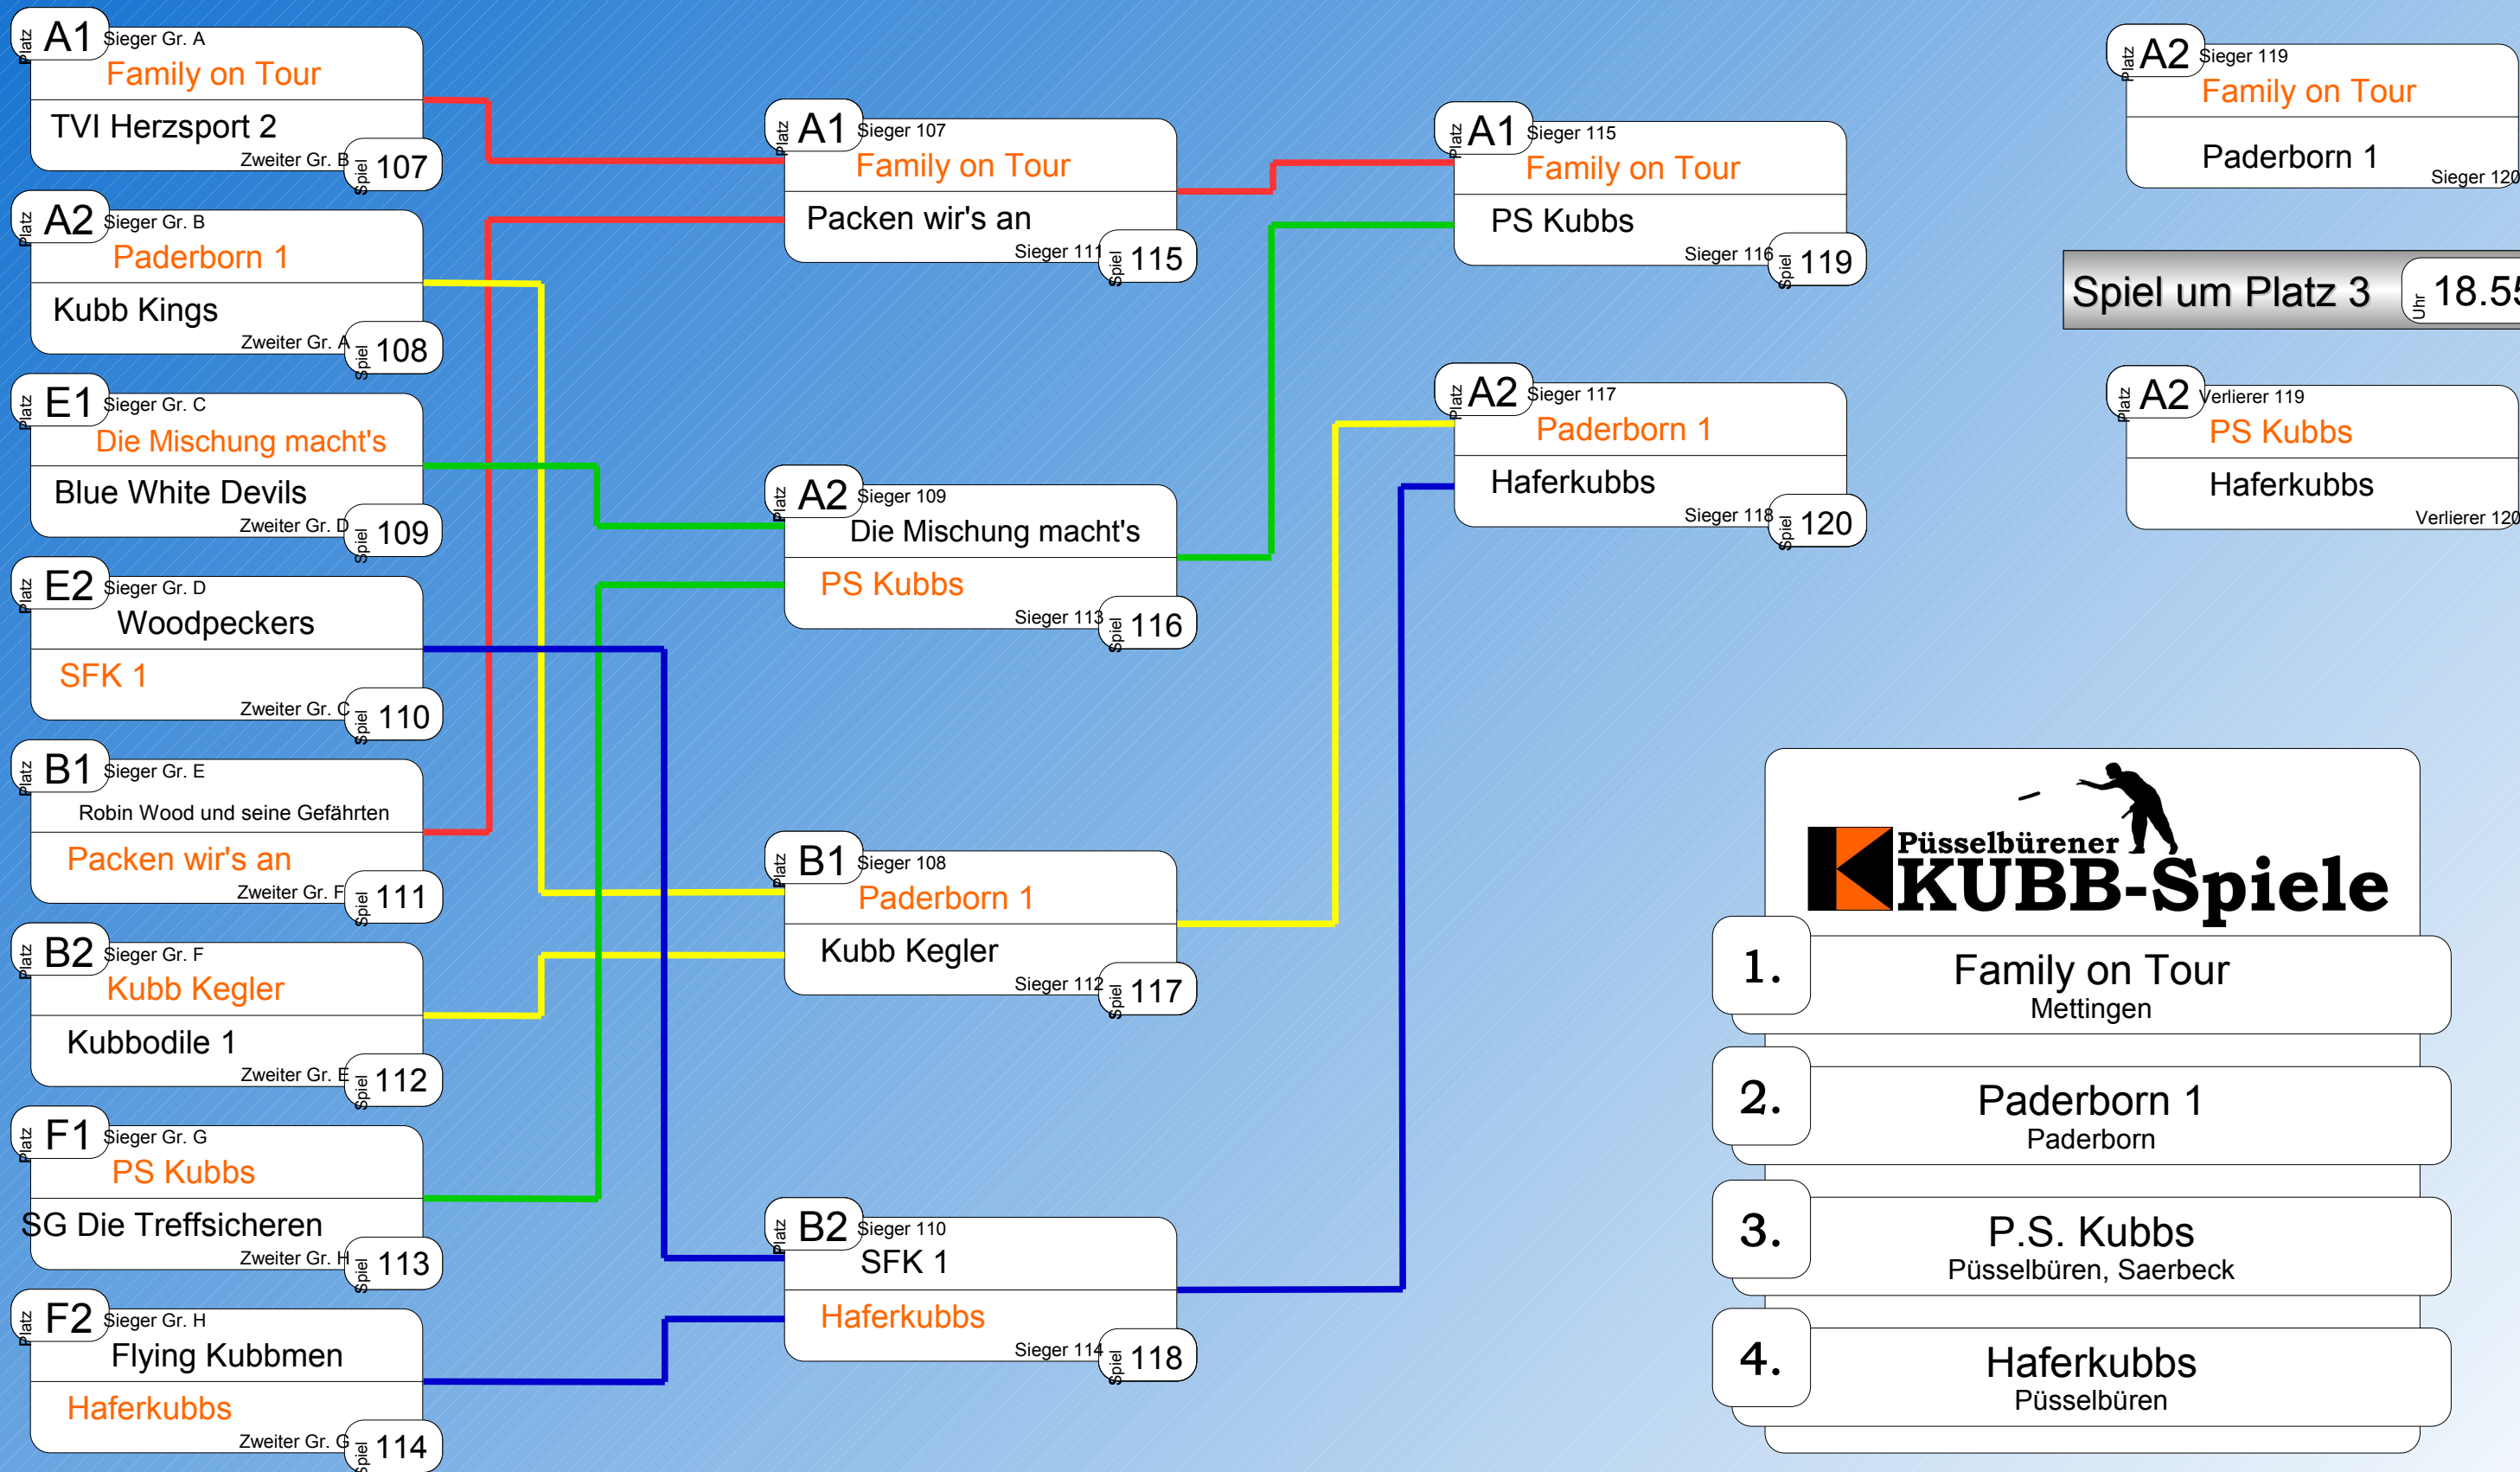 Platz A1 Sieger Gr. A
Family on Tour
TVI Herzsport 2
Zweiter Gr. B
Spiel 107
Platz A2 Sieger Gr. B
Paderborn 1
Kubb Kings
Zweiter Gr. A
Spiel 108
Platz E1 Sieger Gr. C
Die Mischung macht's
Blue White Devils
Zweiter Gr. D
Spiel 109
Platz E2 Sieger Gr. D
Woodpeckers
SFK 1
Zweiter Gr. C
Spiel 110
Platz B1 Sieger Gr. E
Robin Wood und seine Gefährten
Packen wir's an
Zweiter Gr. F
Spiel 111
Platz B2 Sieger Gr. F
Kubb Kegler
Kubbodile 1
Zweiter Gr. E
Spiel 112
Platz F1 Sieger Gr. G
PS Kubbs
SG Die Treffsicheren
Zweiter Gr. H
Spiel 113
Platz F2 Sieger Gr. H
Flying Kubbmen
Haferkubbs
Zweiter Gr. G
Spiel 114
Platz A1 Sieger 107
Family on Tour
Packen wir's an
Sieger 111
Spiel 115
Platz A2 Sieger 109
Die Mischung macht's
PS Kubbs
Sieger 113
Spiel 116
Platz B1 Sieger 108
Paderborn 1
Kubb Kegler
Sieger 112
Spiel 117
Platz B2 Sieger 110
SFK 1
Haferkubbs
Sieger 114
Spiel 118
Platz A1 Sieger 115
Family on Tour
PS Kubbs
Sieger 116
Spiel 119
Platz A2 Sieger 117
Paderborn 1
Haferkubbs
Sieger 118
Spiel 120
Platz A2 Sieger 119
Family on Tour
Paderborn 1
Sieger 120
Spiel um Platz 3 Uhr 18.55
Platz A2 Verlierer 119
PS Kubbs
Haferkubbs
Verlierer 120
Püsselbürener
KUBB-Spiele
1. Family on Tour
Mettingen
2. Paderborn 1
Paderborn
3. P.S. Kubbs
Püsselbüren, Saerbeck
4. Haferkubbs
Püsselbüren